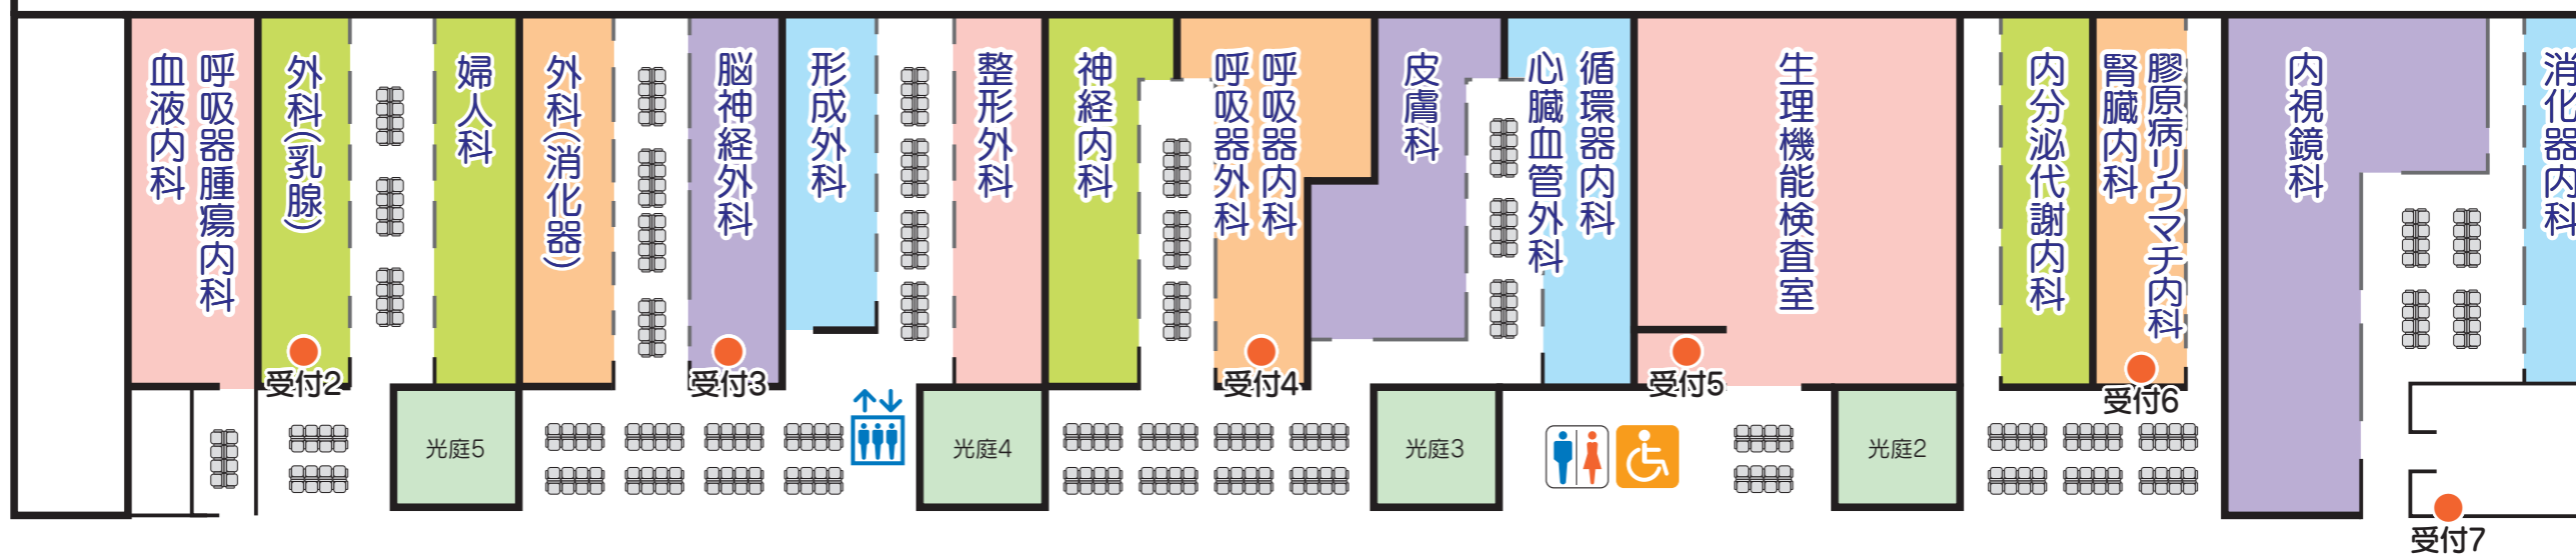 呼吸器腫瘍内科
血液内科
外科(乳腺)
婦人科
外科(消化器)
脳神経外科
形成外科
整形外科
神経内科
呼吸器内科
呼吸器外科
皮膚科
循環器内科
心臓血管外科
生理機能検査室
内分泌代謝内科
膠原病リウマチ内科
腎臓内科
内視鏡科
消化器内科
受付2
受付3
受付4
受付5
受付6
光庭5
光庭4
光庭3
光庭2
受付7